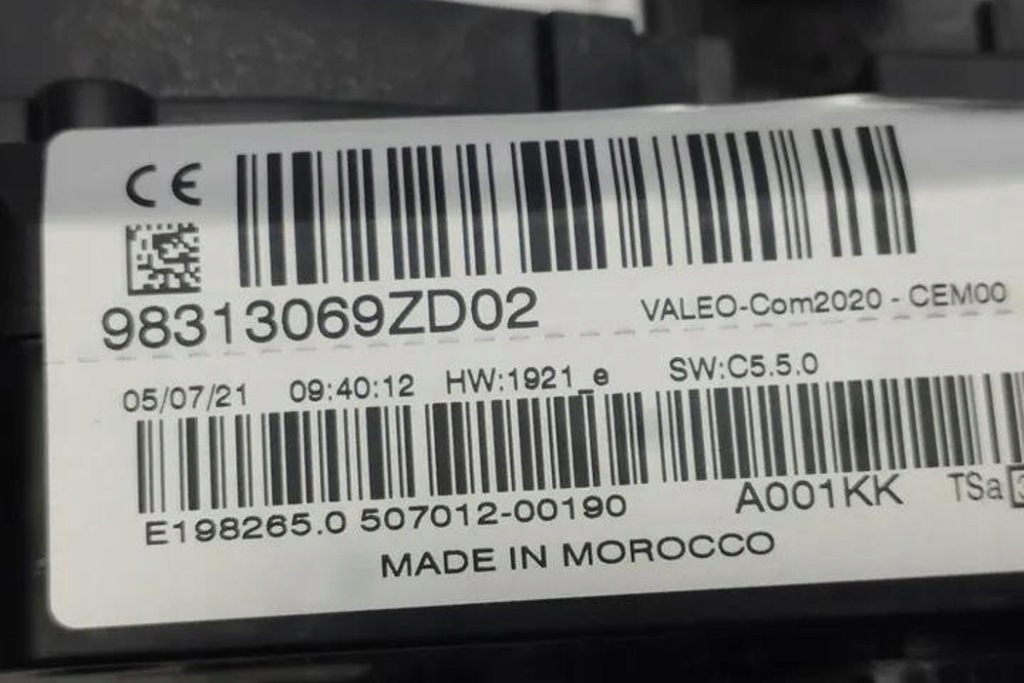 CE
98313069ZD02 VALEO-Com2020 - CEM00
05/07/21 09:40:12 HW:1921_e SW:C5.5.0
E198265.0 507012-00190 A001KK TSa
MADE IN MOROCCO